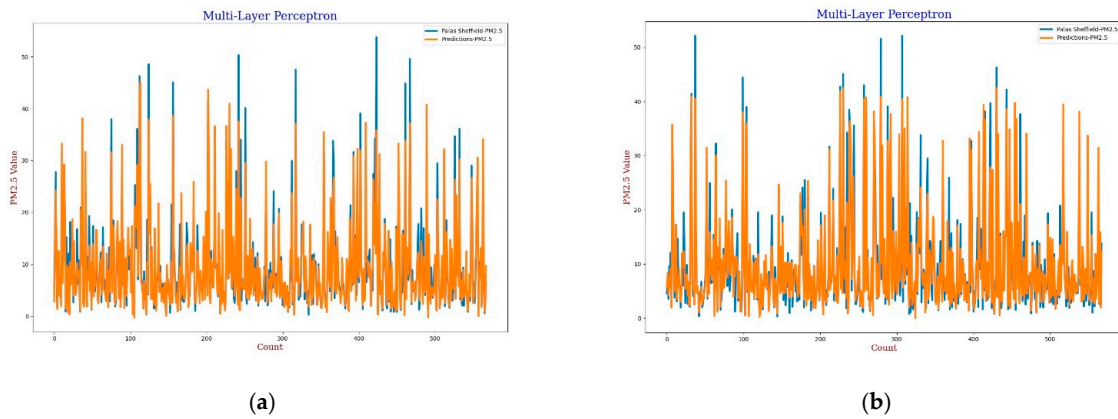 Multi-Layer Perceptron
Palas Sheffield-PM2.5
Predictions-PM2.5
PM2.5 Value
50
40
30
20
10
0
0 100 200 300 400 500
Count
(a)
Multi-Layer Perceptron
Palas Sheffield-PM2.5
Predictions-PM2.5
PM2.5 Value
50
40
30
20
10
0
0 100 200 300 400 500
Count
(b)